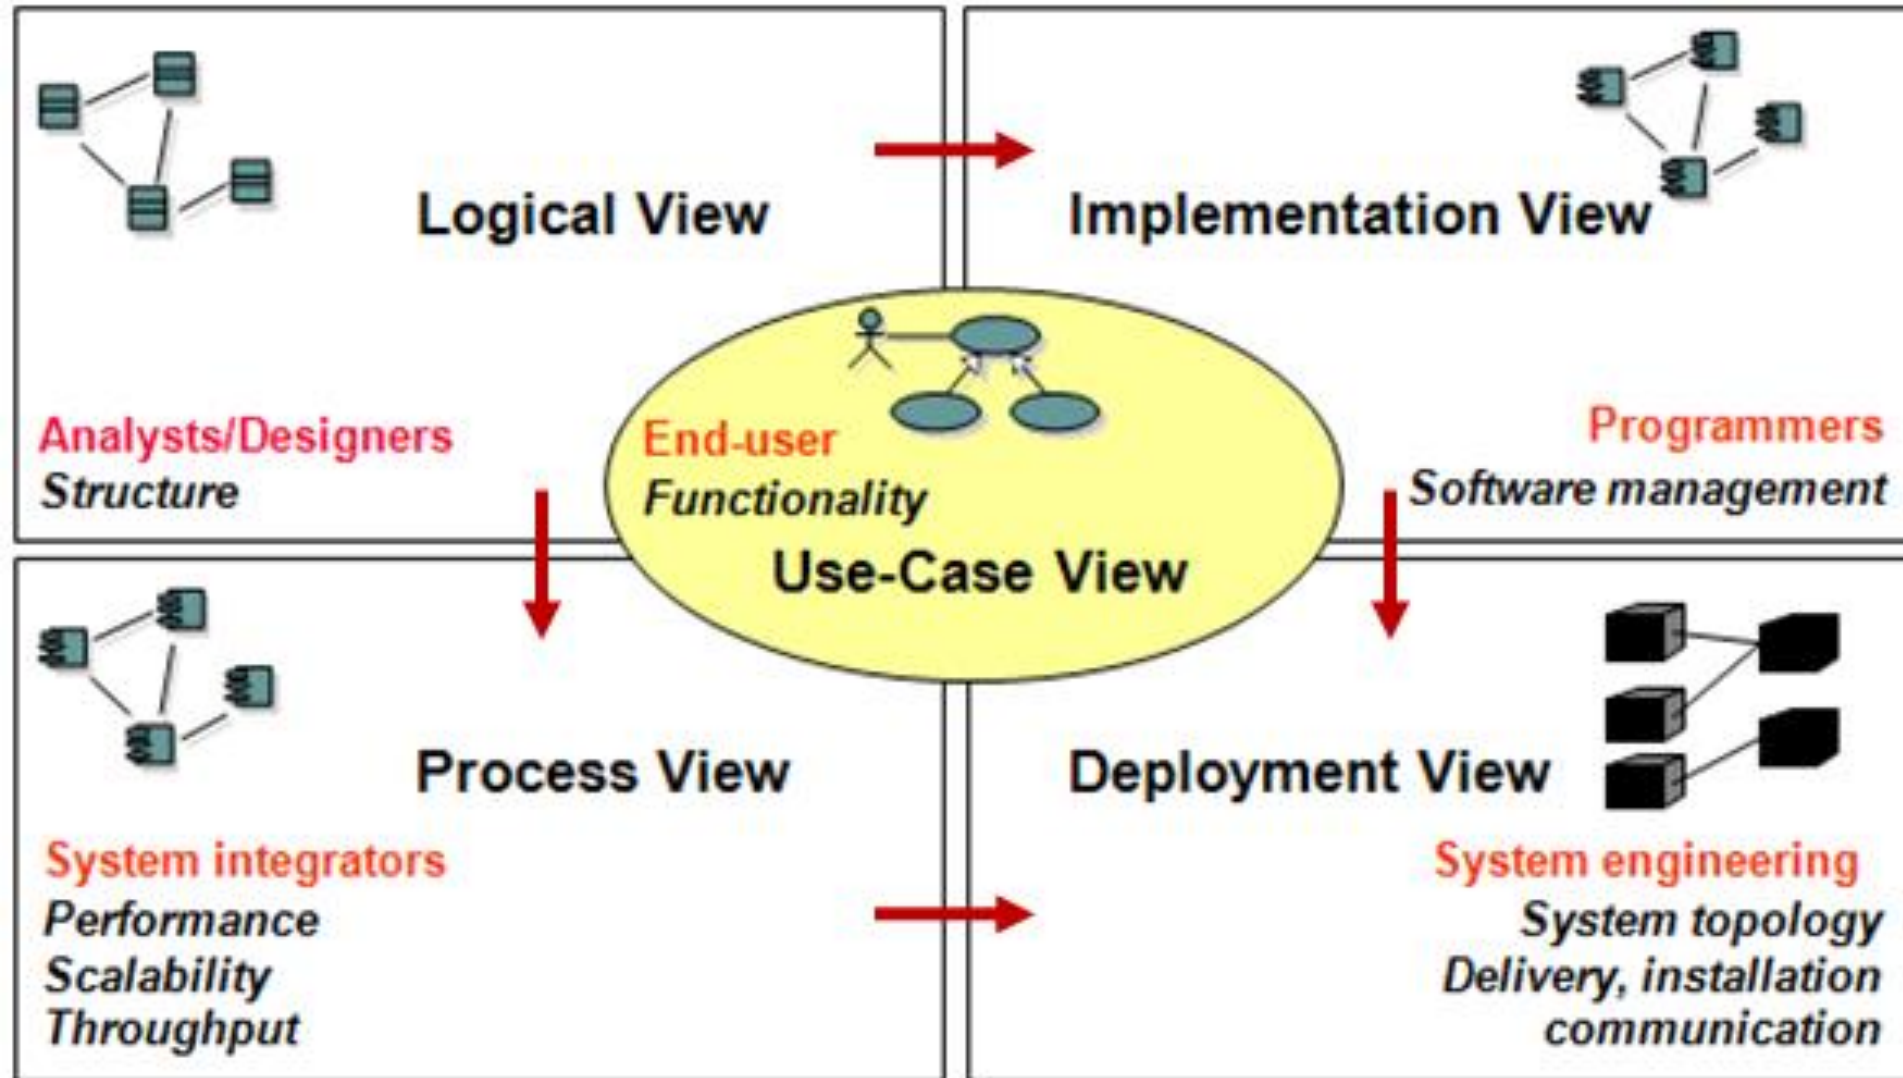 Logical View
Analysts/Designers
Structure
Implementation View
Programmers
Software management
End-user
Functionality
Use-Case View
Process View
System integrators
Performance
Scalability
Throughput
Deployment View
System engineering
System topology
Delivery, installation
communication